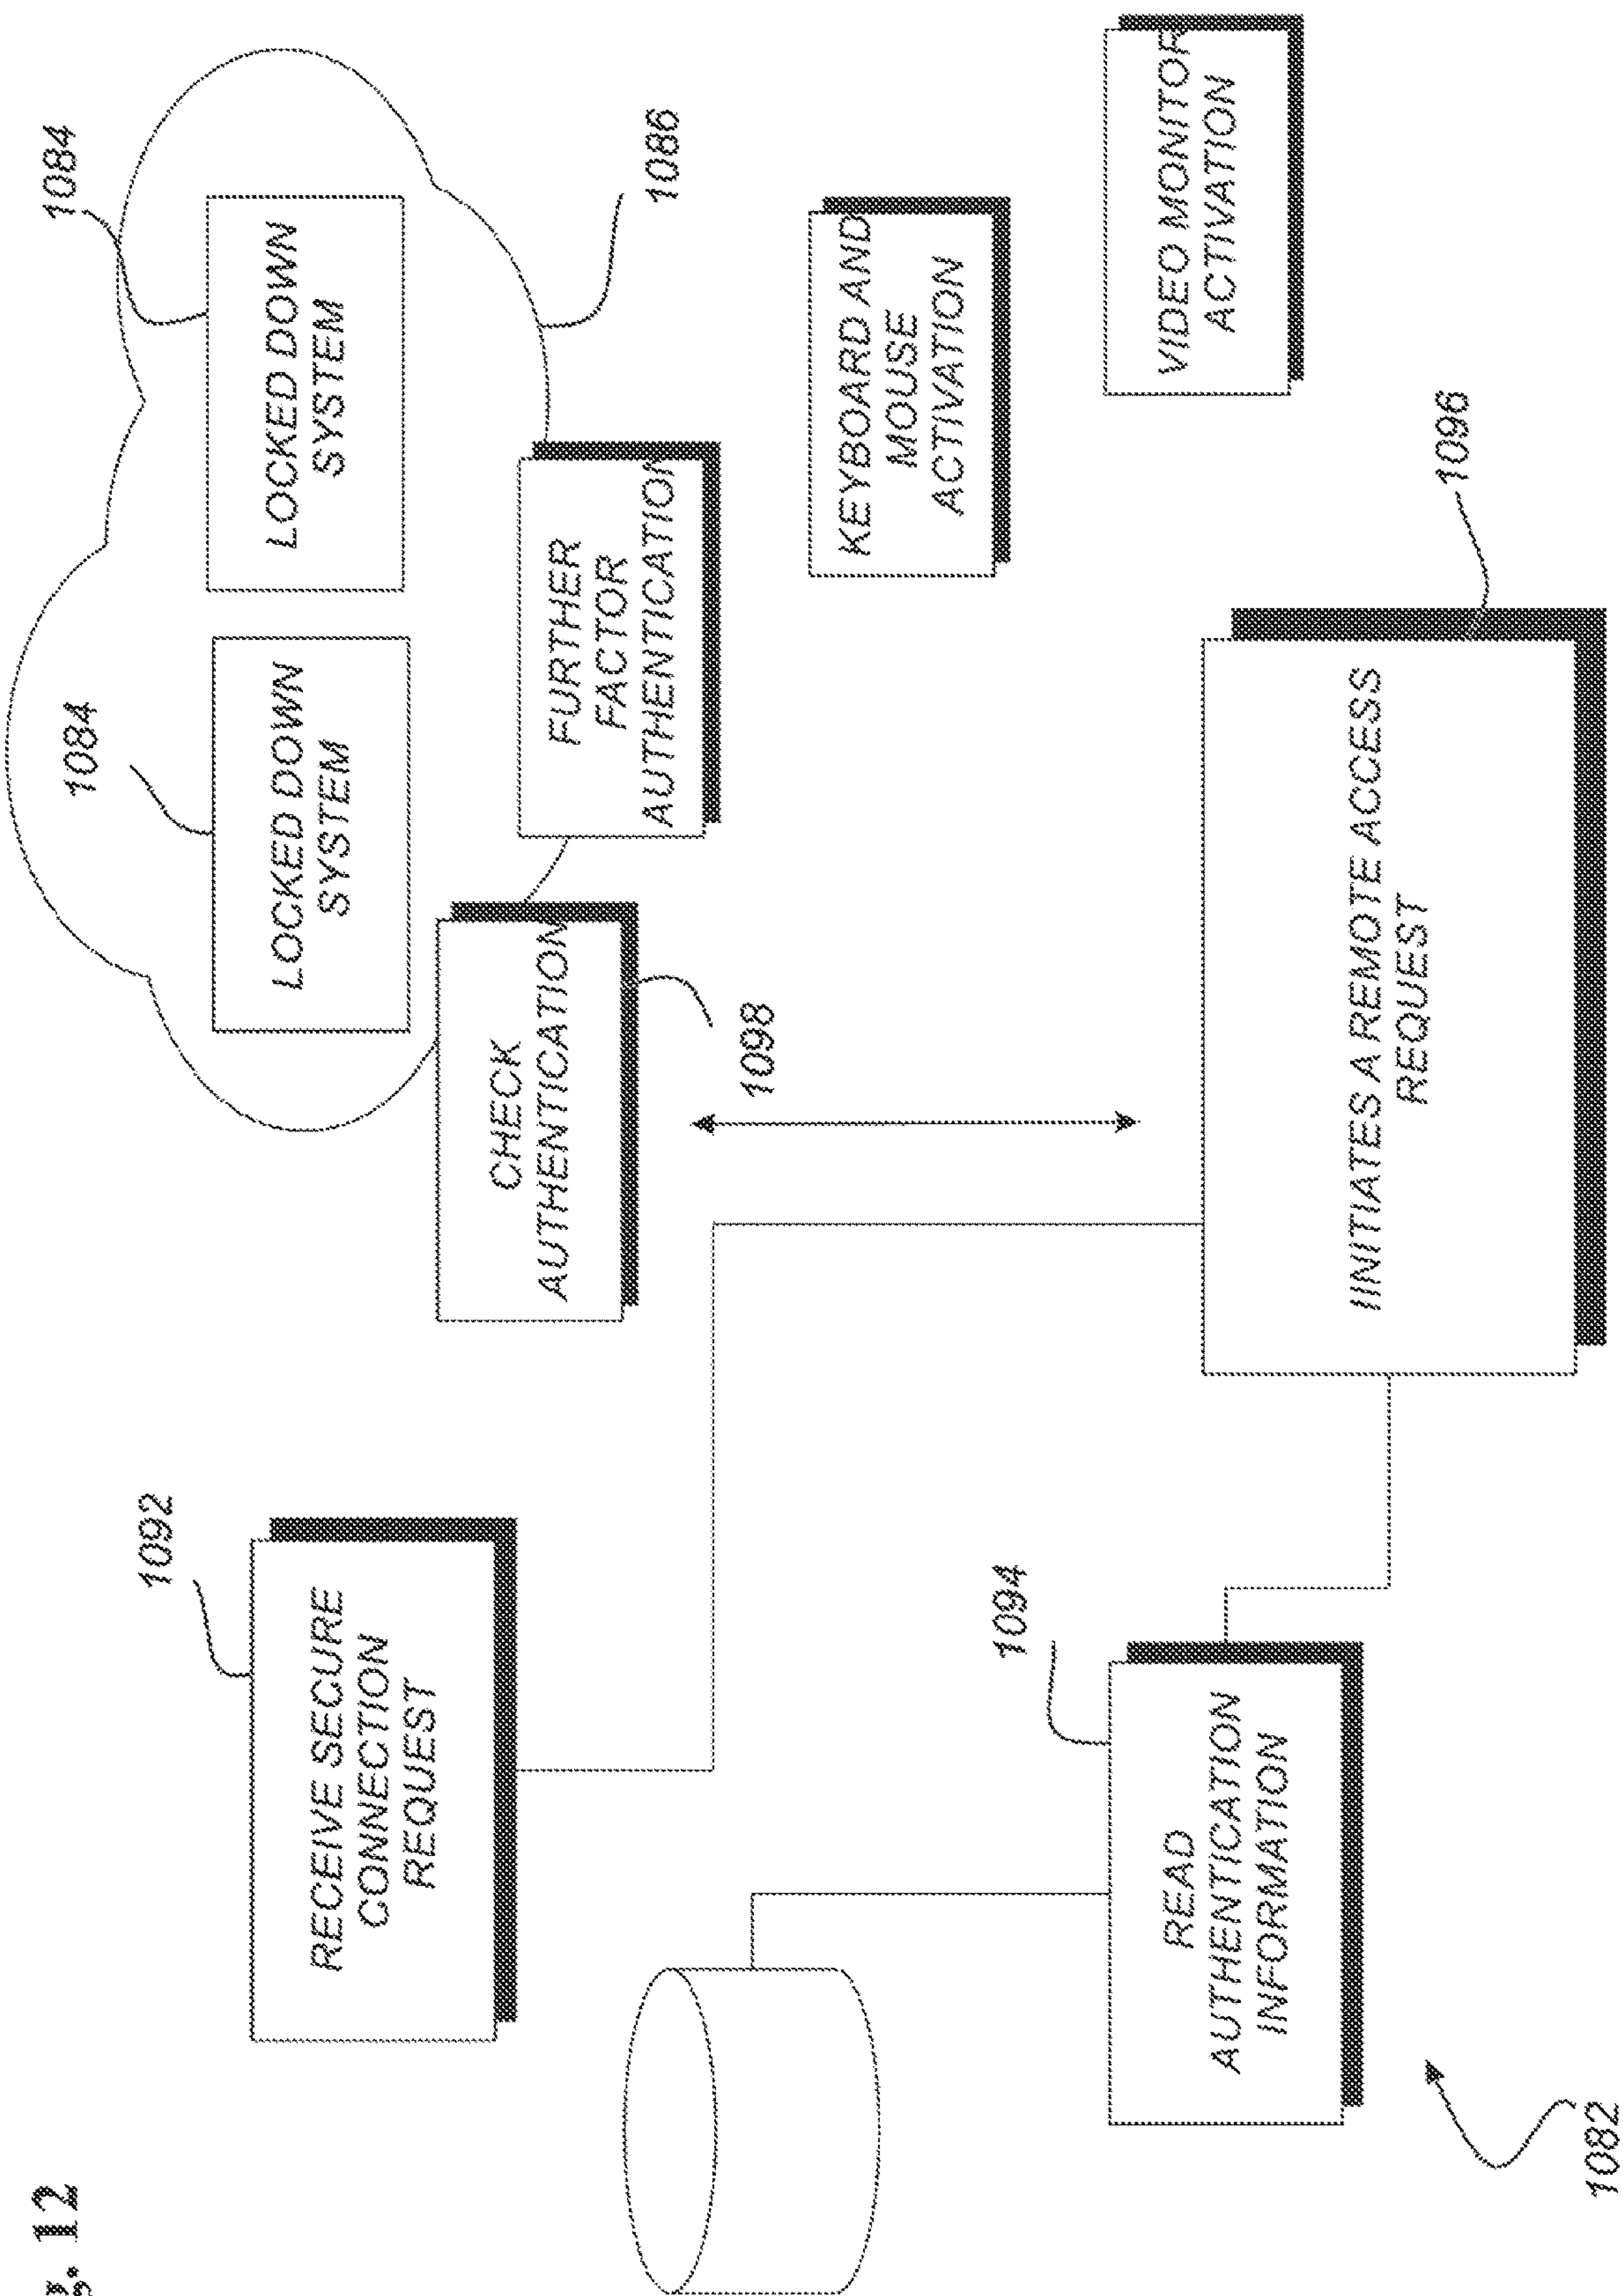 g. 12
1092
RECEIVE SECURE
CONNECTION
REQUEST
1084
LOCKED DOWN
SYSTEM
1084
LOCKED DOWN
SYSTEM
1086
CHECK
AUTHENTICATION
1098
FURTHER
FACTOR
AUTHENTICATION
KEYBOARD AND
MOUSE
ACTIVATION
VIDEO MONITOR
ACTIVATION
1094
READ
AUTHENTICATION
INFORMATION
1096
IINITIATES A REMOTE ACCESS
REQUEST
1082